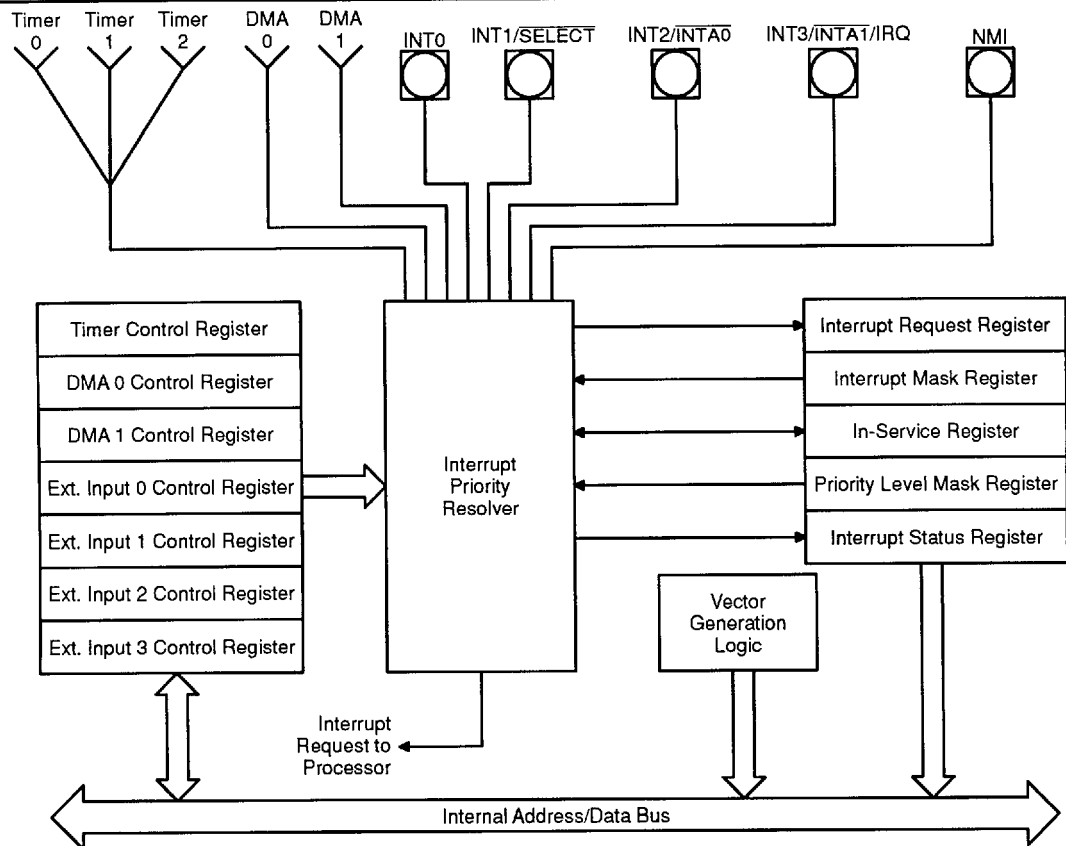 Timer 0
Timer 1
Timer 2
DMA 0
DMA 1
INT0
INT1/SELECT
INT2/INTA0
INT3/INTA1/IRQ
NMI
Timer Control Register
DMA 0 Control Register
DMA 1 Control Register
Ext. Input 0 Control Register
Ext. Input 1 Control Register
Ext. Input 2 Control Register
Ext. Input 3 Control Register
Interrupt
Priority
Resolver
Interrupt Request Register
Interrupt Mask Register
In-Service Register
Priority Level Mask Register
Interrupt Status Register
Vector
Generation
Logic
Interrupt
Request to
Processor
Internal Address/Data Bus